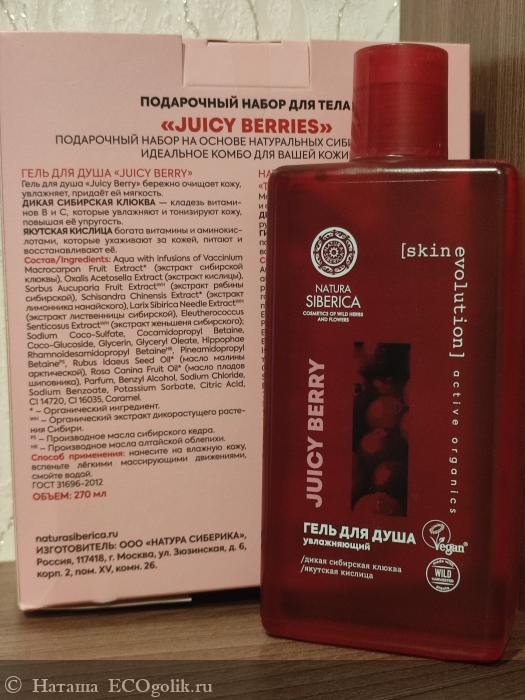 ПОДАРОЧНЫЙ НАБОР ДЛЯ ТЕЛА
«JUICY BERRIES»
ПОДАРОЧНЫЙ НАБОР НА ОСНОВЕ НАТУРАЛЬНЫХ
ИДЕАЛЬНОЕ КОМБО ДЛЯ ВАШЕЙ КОЖИ
ГЕЛЬ ДЛЯ ДУША «JUICY BERRY»
Гель для душа «Juicy Berry» бережно очищает кожу,
увлажняет, придаёт ей мягкость.
ДИКАЯ СИБИРСКАЯ КЛЮКВА — кладезь витами-
нов В и С, которые увлажняют и тонизируют кожу,
повышая её упругость.
ЯКУТСКАЯ КИСЛИЦА богата витамины и аминокис-
лотами, которые ухаживают за кожей, питают и
восстанавливают её.
Состав/Ingredients: Aqua with infusions of Vaccinium
Macrocarpon Fruit Extract* (экстракт сибирской
клюквы), Oxalis Acetosella Extract (экстракт кислицы),
Sorbus Aucuparia Fruit Extract WH (экстракт рябины
сибирской), Schisandra Chinensis Extract* (экстракт
лимонника нанайского), Larix Sibirica Needle Extract WH
(экстракт лиственницы сибирской), Eleutherococcus
Senticosus Extract WH (экстракт женьшеня сибирского);
Sodium Coco-Sulfate, Cocamidopropyl Betaine,
Coco-Glucoside, Glycerin, Glyceryl Oleate, Hippophae
Rhamnoidesamidopropyl Betaine HR, Pineamidopropyl
Betaine PS, Rubus Idaeus Seed Oil* (масло малины
арктической), Rosa Canina Fruit Oil* (масло плодов
шиповника), Parfum, Benzyl Alcohol, Sodium Chloride,
Sodium Benzoate, Potassium Sorbate, Citric Acid,
CI 14720, CI 16035, Caramel.
* – Органический ингредиент.
WH – Органический экстракт дикорастущего расте-
ния Сибири.
PS – Производное масла сибирского кедра.
HR – Производное масла алтайской облепихи.
Способ применения: нанесите на влажную кожу,
вспеньте лёгкими массирующими движениями,
смойте водой.
ГОСТ 31696-2012
ОБЪЕМ: 270 мл
naturasiberica.ru
ИЗГОТОВИТЕЛЬ: ООО «НАТУРА СИБЕРИКА»,
Россия, 117418, г. Москва, ул. Зюзинская, д. 6,
корп. 2, пом. XV, комн. 26.
NATURA
SIBERICA
COSMETICS OF WILD HERBS
AND FLOWERS
[skin evolution] active organics
JUICY BERRY
ГЕЛЬ ДЛЯ ДУША
увлажняющий
/дикая сибирская клюква
/якутская кислица
Vegan
WILD
HARVESTED
© Наташа ECOgolik.ru